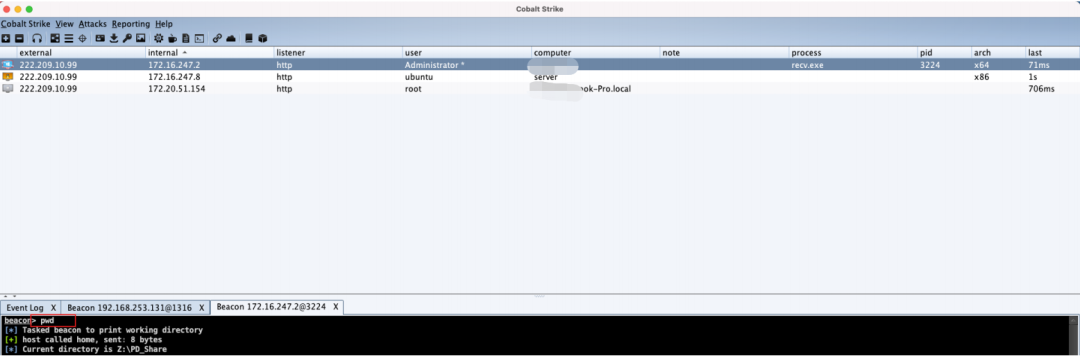 Cobalt Strike
Cobalt Strike View Attacks Reporting Help
external internal listener user computer note process pid arch last
222.209.10.99 172.16.247.2 http Administrator * recv.exe 3224 x64 71ms
222.209.10.99 172.16.247.8 http ubuntu server x86 1s
222.209.10.99 172.20.51.154 http root ook-Pro.local 706ms
Event Log X Beacon 192.168.253.131@1316 X Beacon 172.16.247.2@3224 X
beacon> pwd
[*] Tasked beacon to print working directory
[+] host called home, sent: 8 bytes
[*] Current directory is Z:\PD_Share